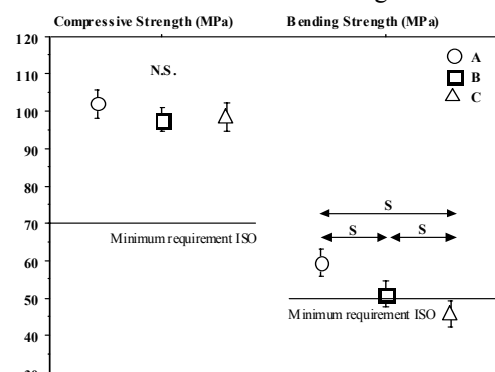 Compressive Strength (MPa)
Bending Strength (MPa)
120
110
100
90
80
70
60
50
40
N.S.
A
B
C
Minimum requirement ISO
S
S
S
Minimum requirement ISO